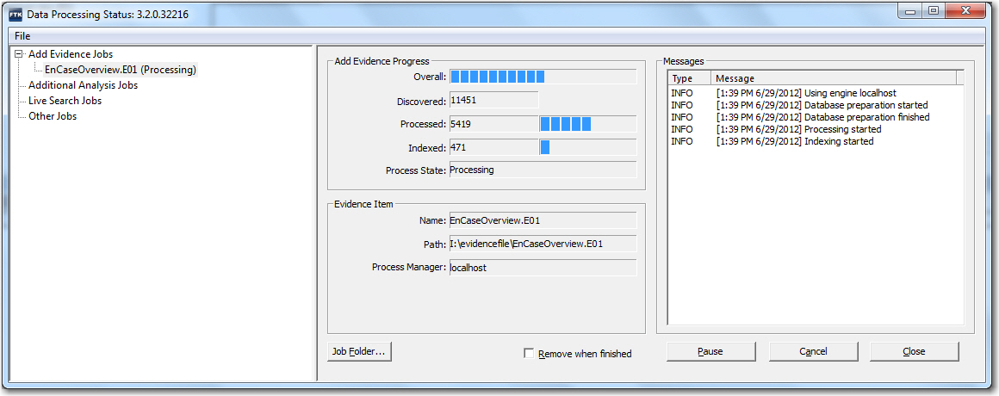 FTK Data Processing Status: 3.2.0.32216
File
Add Evidence Jobs
EnCaseOverview.E01 (Processing)
Additional Analysis Jobs
Live Search Jobs
Other Jobs
Add Evidence Progress
Overall:
Discovered: 11451
Processed: 5419
Indexed: 471
Process State: Processing
Evidence Item
Name: EnCaseOverview.E01
Path: I:\evidencefile\EnCaseOverview.E01
Process Manager: localhost
Job Folder...
Remove when finished
Messages
Type Message
INFO [1:39 PM 6/29/2012] Using engine localhost
INFO [1:39 PM 6/29/2012] Database preparation started
INFO [1:39 PM 6/29/2012] Database preparation finished
INFO [1:39 PM 6/29/2012] Processing started
INFO [1:39 PM 6/29/2012] Indexing started
Pause Cancel Close